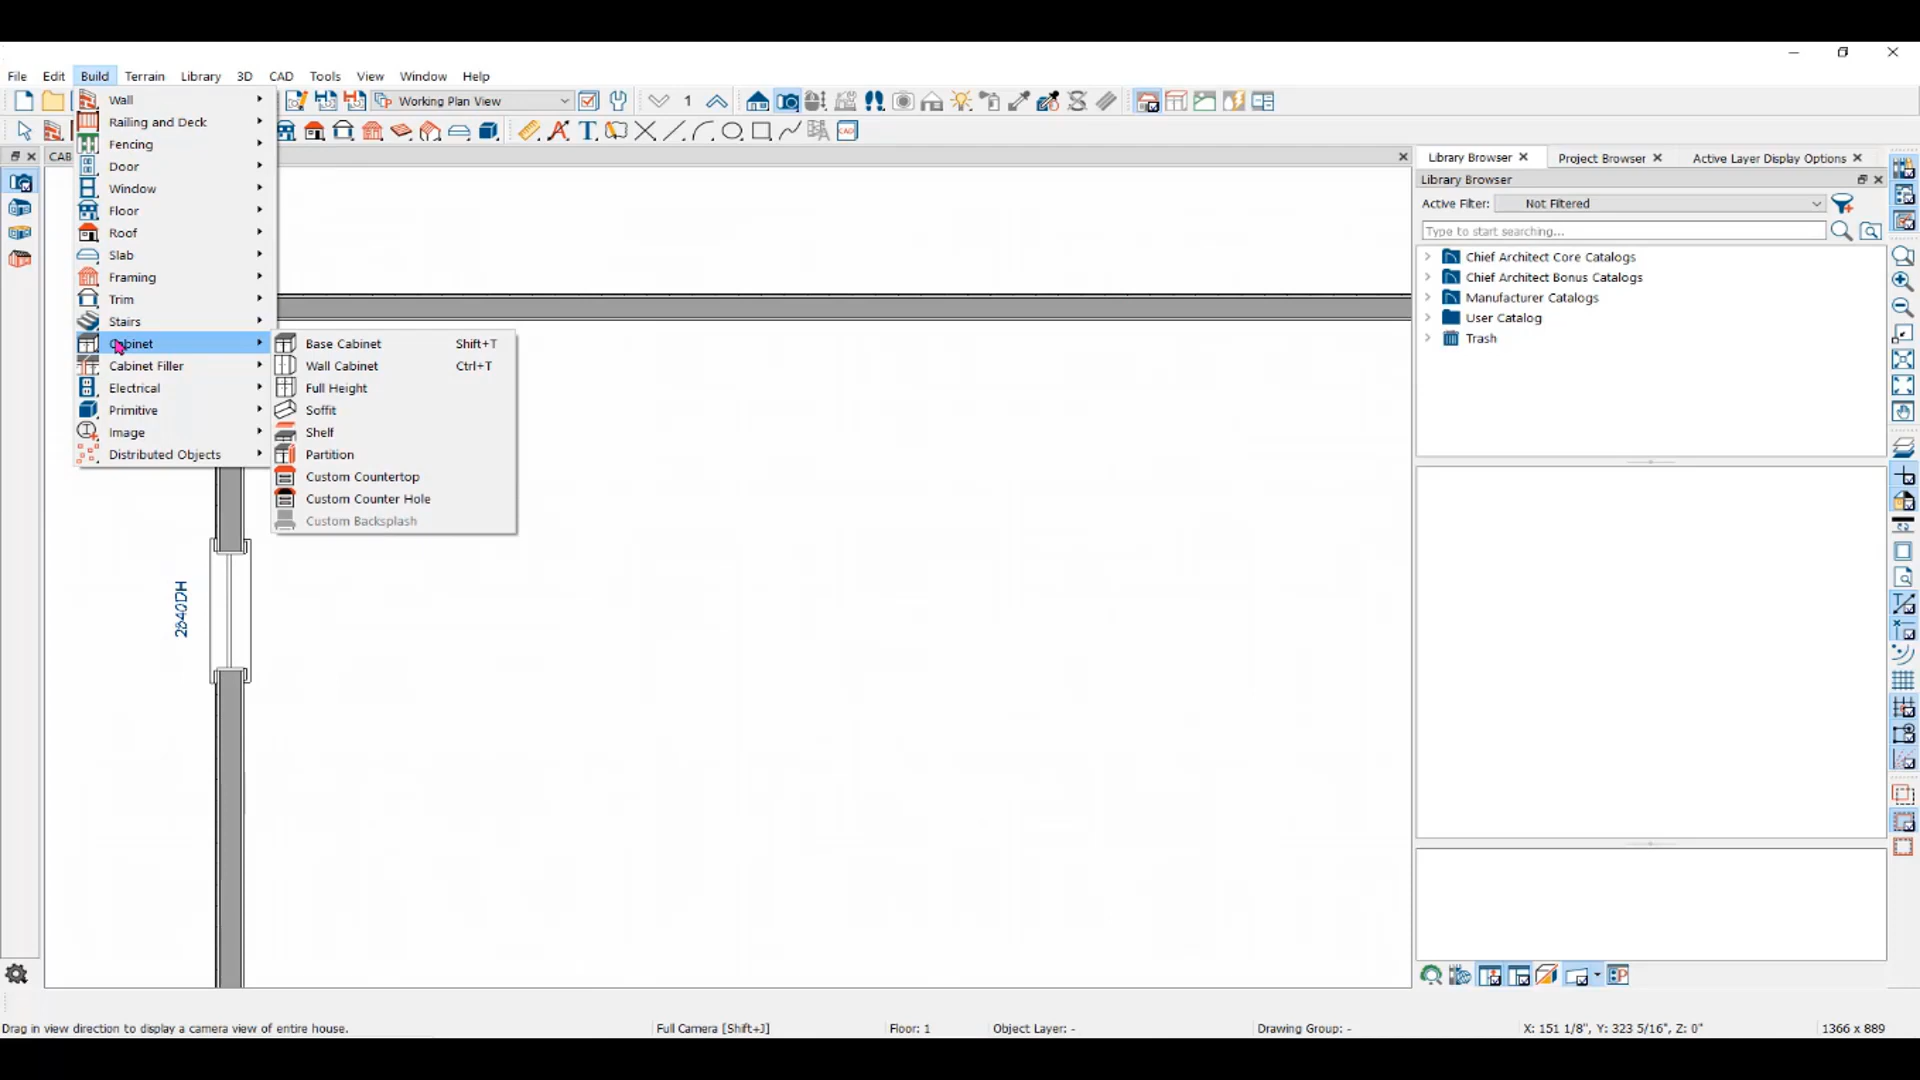 File Edit Build Terrain Library 3D CAD Tools View Window Help
Working Plan View 1
CAD
CAB
Wall
Railing and Deck
Fencing
Door
Window
Floor
Roof
Slab
Framing
Trim
Stairs
Cabinet
Cabinet Filler
Electrical
Primitive
Image
Distributed Objects
Base Cabinet Shift+T
Wall Cabinet Ctrl+T
Full Height
Soffit
Shelf
Partition
Custom Countertop
Custom Counter Hole
Custom Backsplash
2840DH
Library Browser Project Browser Active Layer Display Options
Library Browser
Active Filter: Not Filtered
Type to start searching...
Chief Architect Core Catalogs
Chief Architect Bonus Catalogs
Manufacturer Catalogs
User Catalog
Trash
Drag in view direction to display a camera view of entire house. Full Camera [Shift+J] Floor: 1 Object Layer: - Drawing Group: - X: 151 1/8", Y: 323 5/16", Z: 0" 1366 x 889